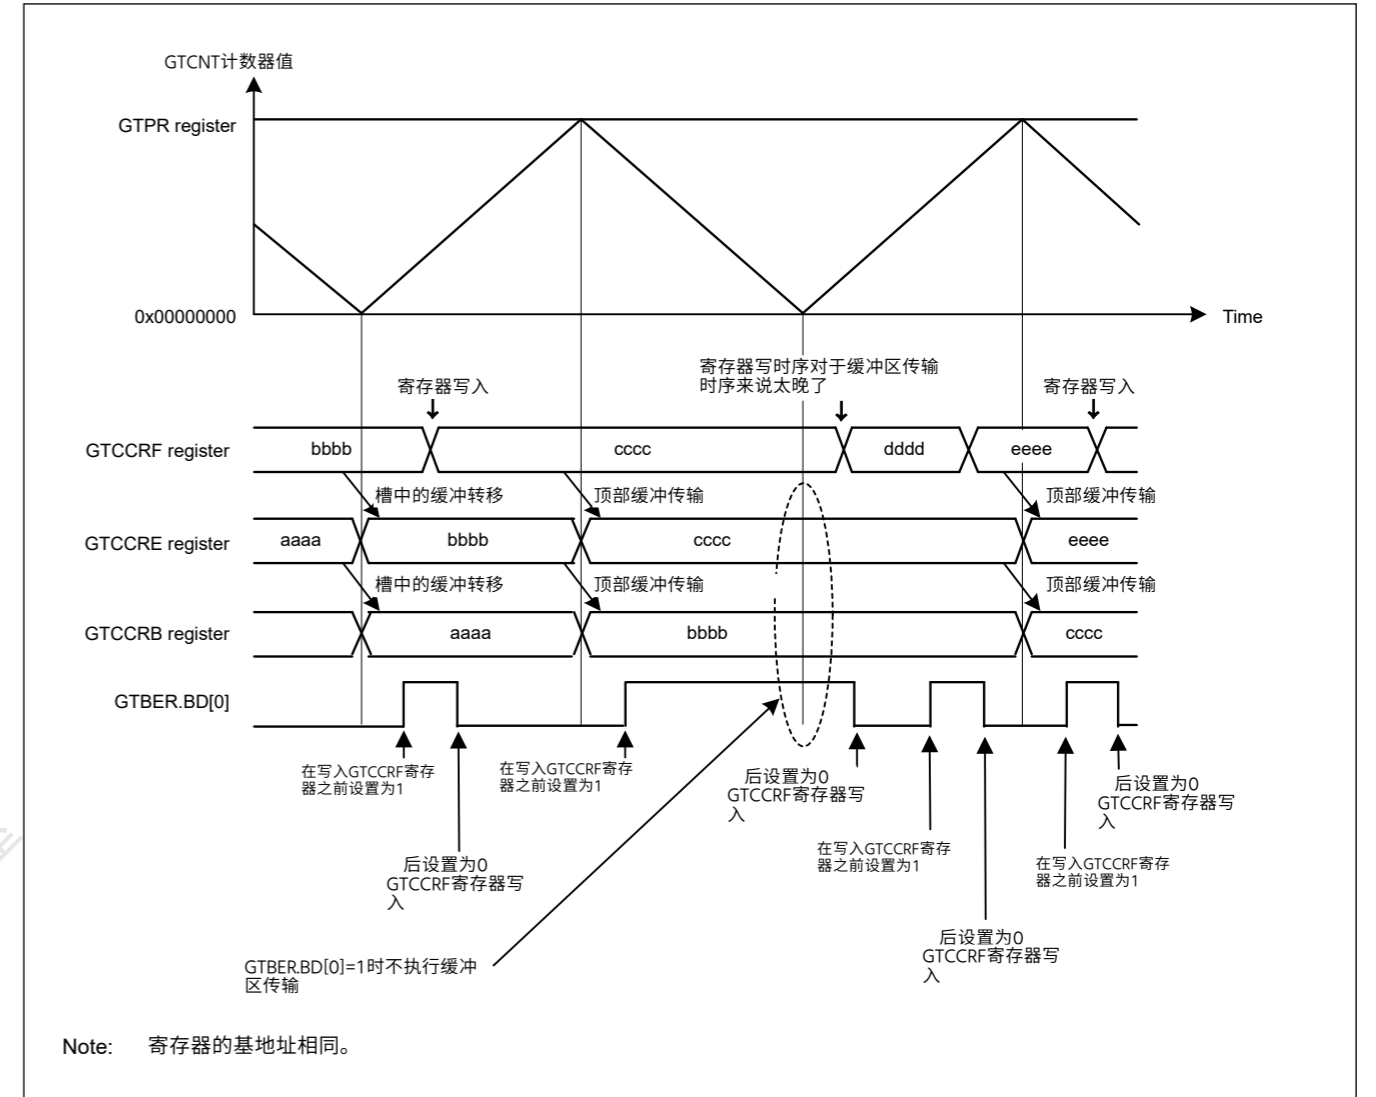 GTCNT计数器值
GTPR register
0x00000000
Time
寄存器写时序对于缓冲区传输
时序来说太晚了
寄存器写入
寄存器写入
GTCCRF register
bbbb
cccc
dddd
eeee
槽中的缓冲转移
顶部缓冲传输
顶部缓冲传输
GTCCRE register
aaaa
bbbb
cccc
eeee
槽中的缓冲转移
顶部缓冲传输
顶部缓冲传输
GTCCRB register
aaaa
bbbb
cccc
GTBER.BD[0]
在写入GTCCRF寄存
器之前设置为1
在写入GTCCRF寄存
器之前设置为1
后设置为0
GTCCRF寄存器写
入
后设置为0
GTCCRF寄存器写
入
在写入GTCCRF寄存
器之前设置为1
在写入GTCCRF寄存
器之前设置为1
后设置为0
GTCCRF寄存器写
入
后设置为0
GTCCRF寄存器写
入
GTBER.BD[0]=1时不执行缓冲
区传输
Note: 寄存器的基地址相同。